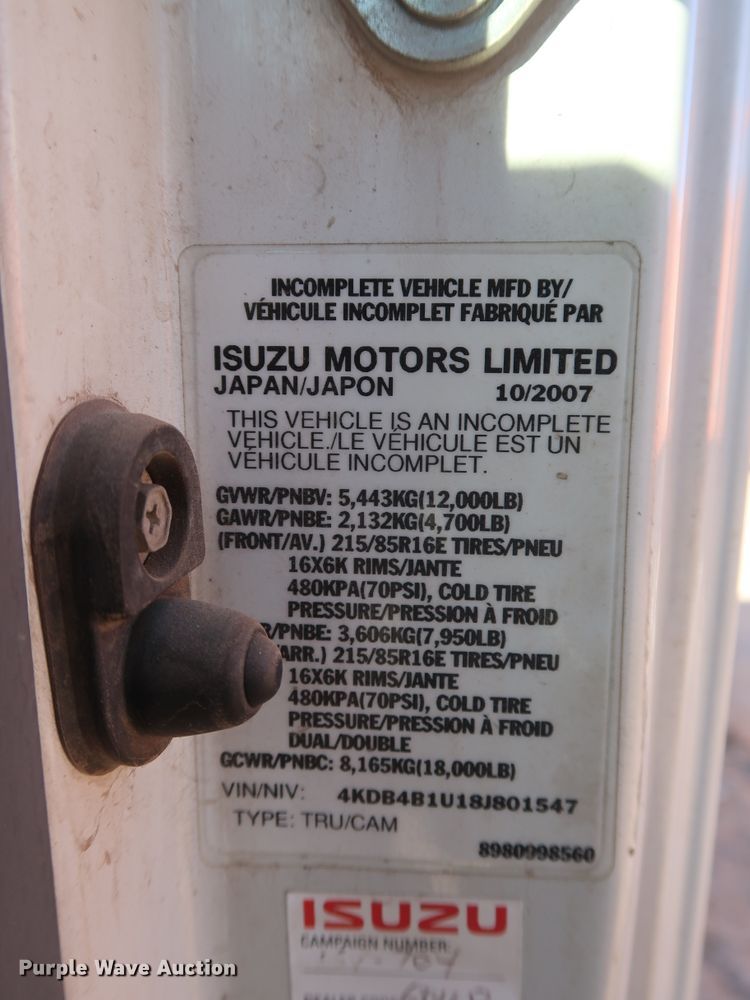 INCOMPLETE VEHICLE MFD BY/
VÉHICULE INCOMPLET FABRIQUÉ PAR
ISUZU MOTORS LIMITED
JAPAN/JAPON 10/2007
THIS VEHICLE IS AN INCOMPLETE
VEHICLE./LE VÉHICULE EST UN
VÉHICULE INCOMPLET.
GVWR/PNBV: 5,443KG(12,000LB)
GAWR/PNBE: 2,132KG(4,700LB)
(FRONT/AV.) 215/85R16E TIRES/PNEU
16X6K RIMS/JANTE
480KPA(70PSI), COLD TIRE
PRESSURE/PRESSION À FROID
R/PNBE: 3,606KG(7,950LB)
ARR.) 215/85R16E TIRES/PNEU
16X6K RIMS/JANTE
480KPA(70PSI), COLD TIRE
PRESSURE/PRESSION À FROID
DUAL/DOUBLE
GCWR/PNBC: 8,165KG(18,000LB)
VIN/NIV: 4KDB4B1U18J801547
TYPE: TRU/CAM
8980998560
ISUZU
CAMPAIGN NUMBER:
Purple Wave Auction